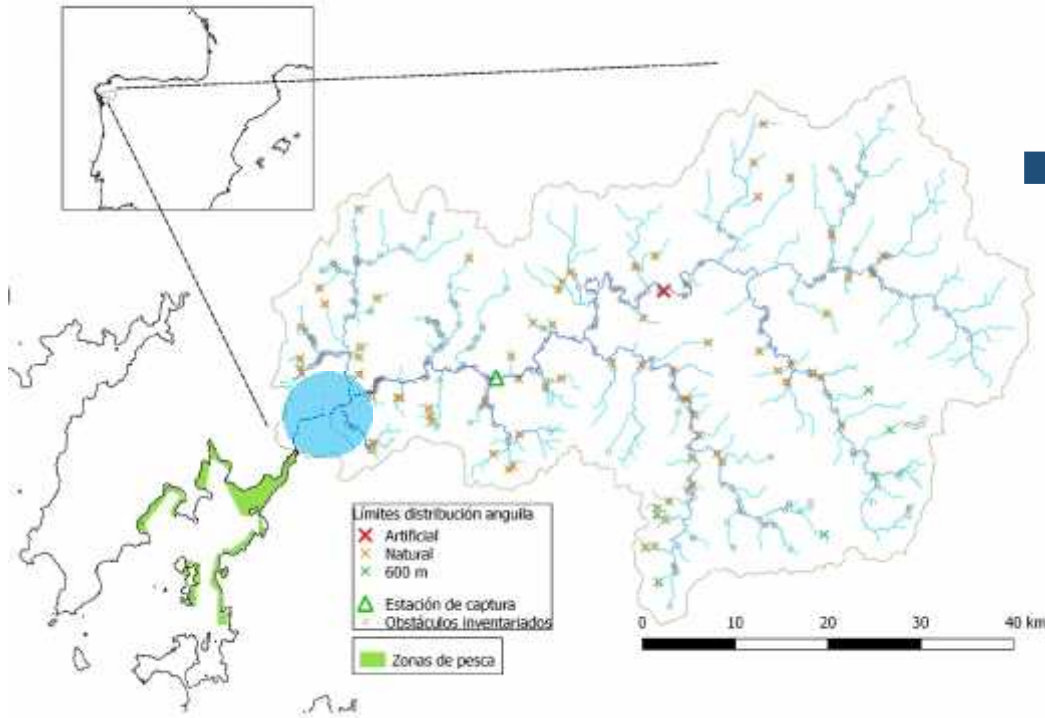 Límites distribución anguila
Artificial
Natural
600 m
Estación de captura
Obstáculos inventariados
Zonas de pesca
0 10 20 30 40 km